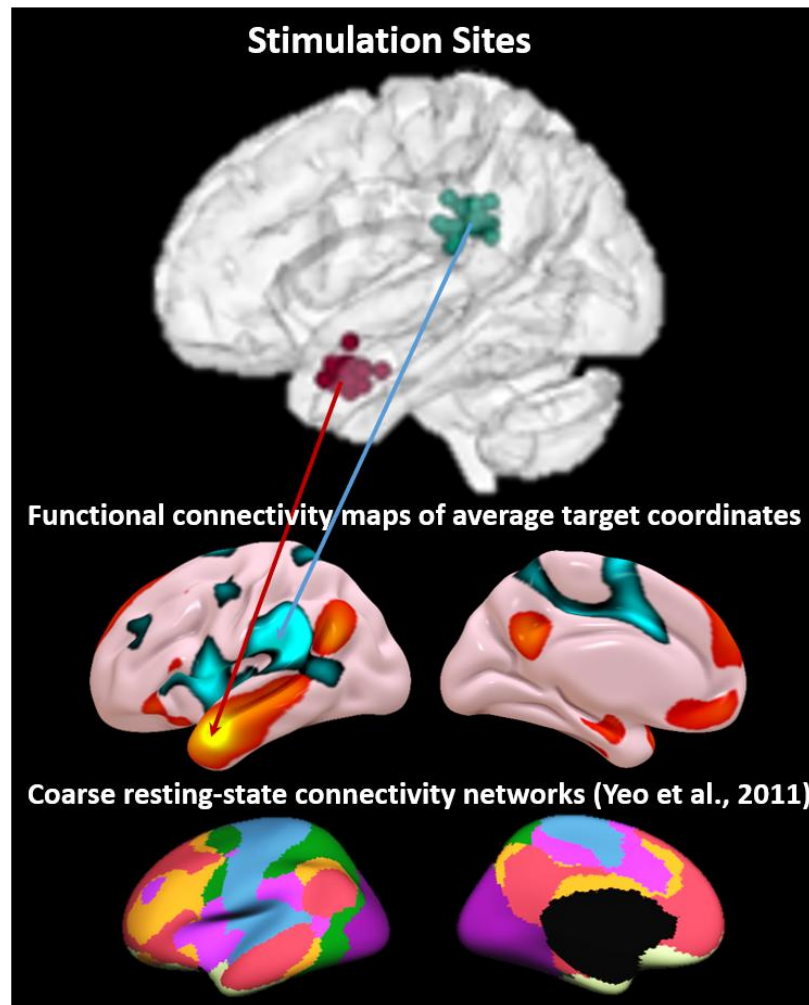 Stimulation Sites
Functional connectivity maps of average target coordinates
Coarse resting-state connectivity networks (Yeo et al., 2011)